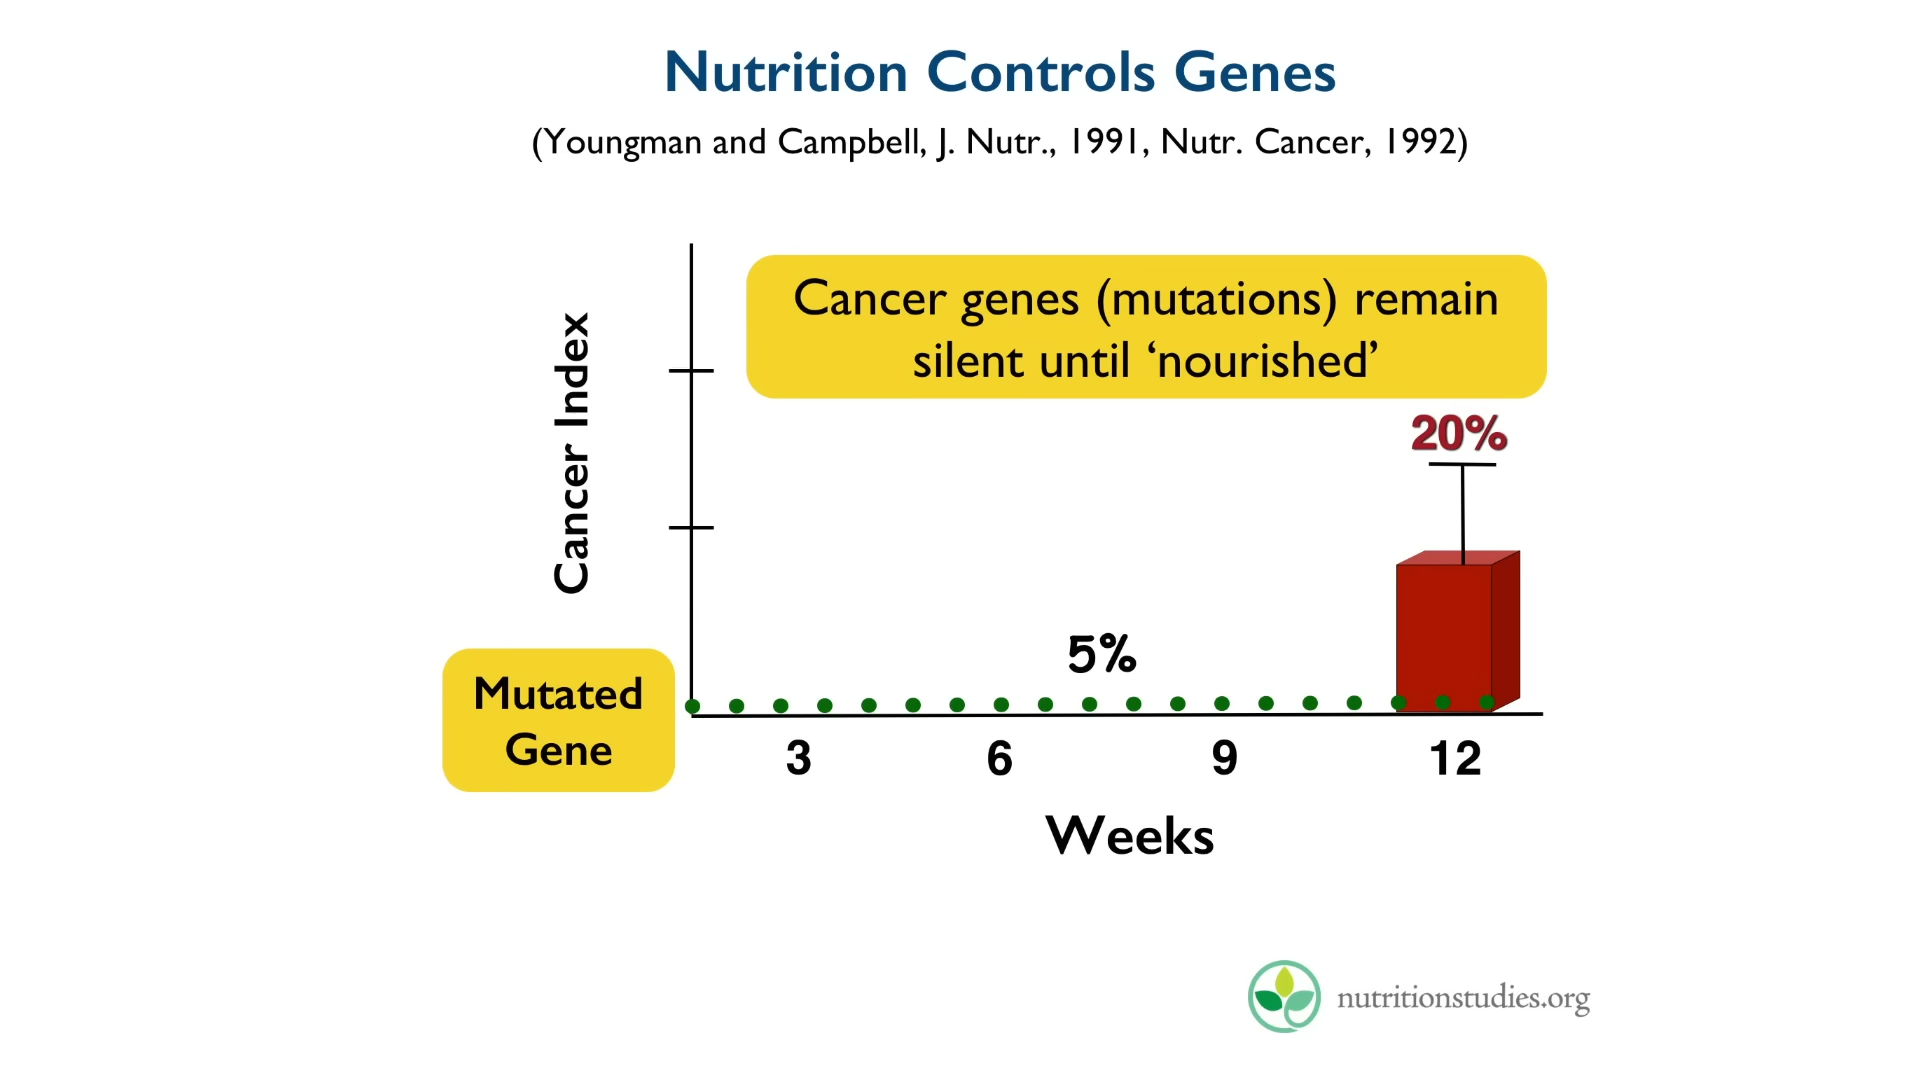 Nutrition Controls Genes
(Youngman and Campbell, J. Nutr., 1991, Nutr. Cancer, 1992)
Cancer Index
Cancer genes (mutations) remain
silent until ‘nourished’
20%
5%
Mutated
Gene
3 6 9 12
Weeks
nutritionstudies.org